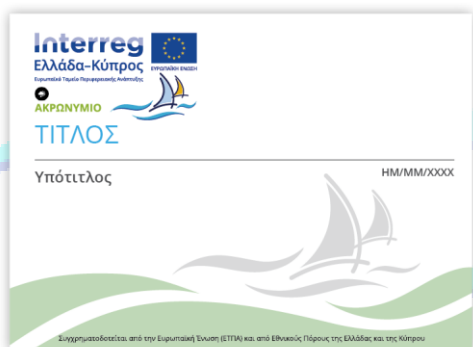 Interreg
Ελλάδα-Κύπρος
ΕΥΡΩΠΑΪΚΗ ΕΝΩΣΗ
Ευρωπαϊκό Ταμείο Περιφερειακής Ανάπτυξης
ΑΚΡΩΝΥΜΙΟ
ΤΙΤΛΟΣ
Υπότιτλος
ΗΜ/ΜΜ/ΧΧΧΧ
Συγχρηματοδοτείται από την Ευρωπαϊκή Ένωση (ΕΤΠΑ) και από Εθνικούς Πόρους της Ελλάδας και της Κύπρου